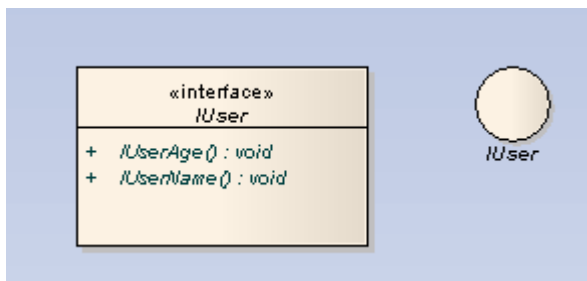 «interface»
IUser
+ IUserAge() : void
+ IUserName() : void
IUser